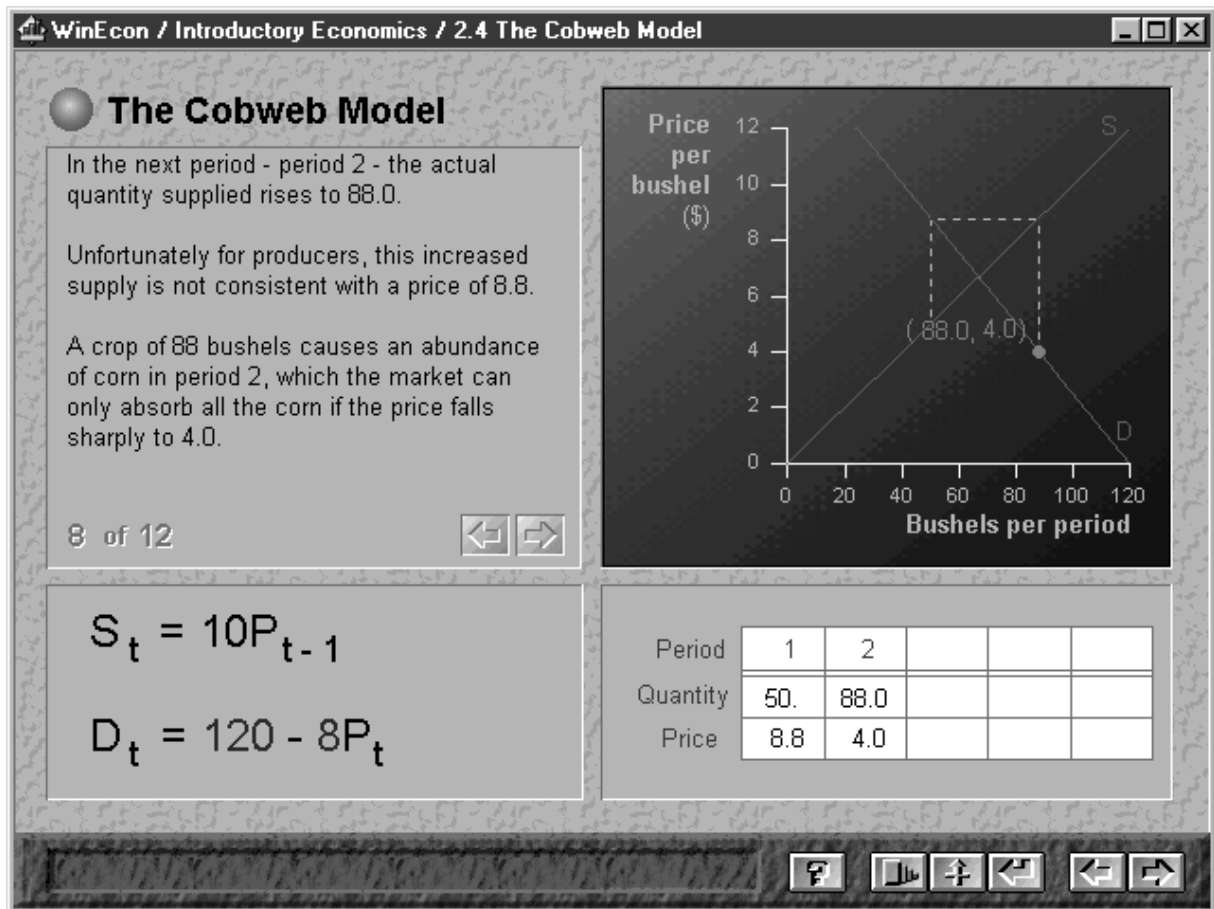 WinEcon / Introductory Economics / 2.4 The Cobweb Model
The Cobweb Model
In the next period - period 2 - the actual
quantity supplied rises to 88.0.
Unfortunately for producers, this increased
supply is not consistent with a price of 8.8.
A crop of 88 bushels causes an abundance
of corn in period 2, which the market can
only absorb all the corn if the price falls
sharply to 4.0.
8 of 12
Price
per
bushel
($)
12
10
8
6
4
2
0
S
(88.0, 4.0)
D
0 20 40 60 80 100 120
Bushels per period
S t = 10P t - 1
D t = 120 - 8P t
Period 1 2
Quantity 50. 88.0
Price 8.8 4.0
?